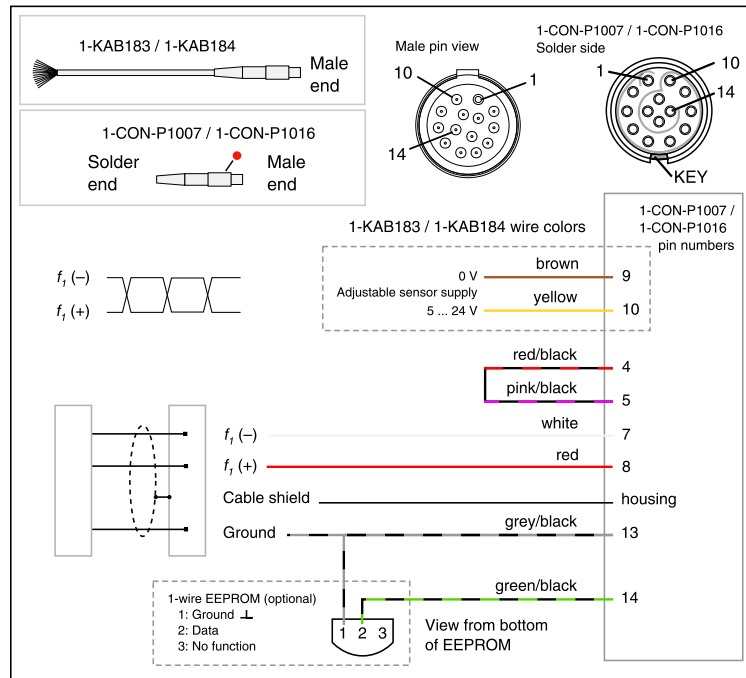 1-KAB183 / 1-KAB184
Male
end
1-CON-P1007 / 1-CON-P1016
Solder
end
Male
end
Male pin view
10
1
14
1-CON-P1007 / 1-CON-P1016
Solder side
1
10
14
KEY
1-KAB183 / 1-KAB184 wire colors
1-CON-P1007 /
1-CON-P1016
pin numbers
f1 (–)
f1 (+)
0 V
brown
9
Adjustable sensor supply
5 ... 24 V
yellow
10
red/black
4
pink/black
5
f1 (–)
white
7
f1 (+)
red
8
Cable shield
housing
Ground
grey/black
13
green/black
14
1-wire EEPROM (optional)
1: Ground ⊥
2: Data
3: No function
1 2 3
View from bottom
of EEPROM